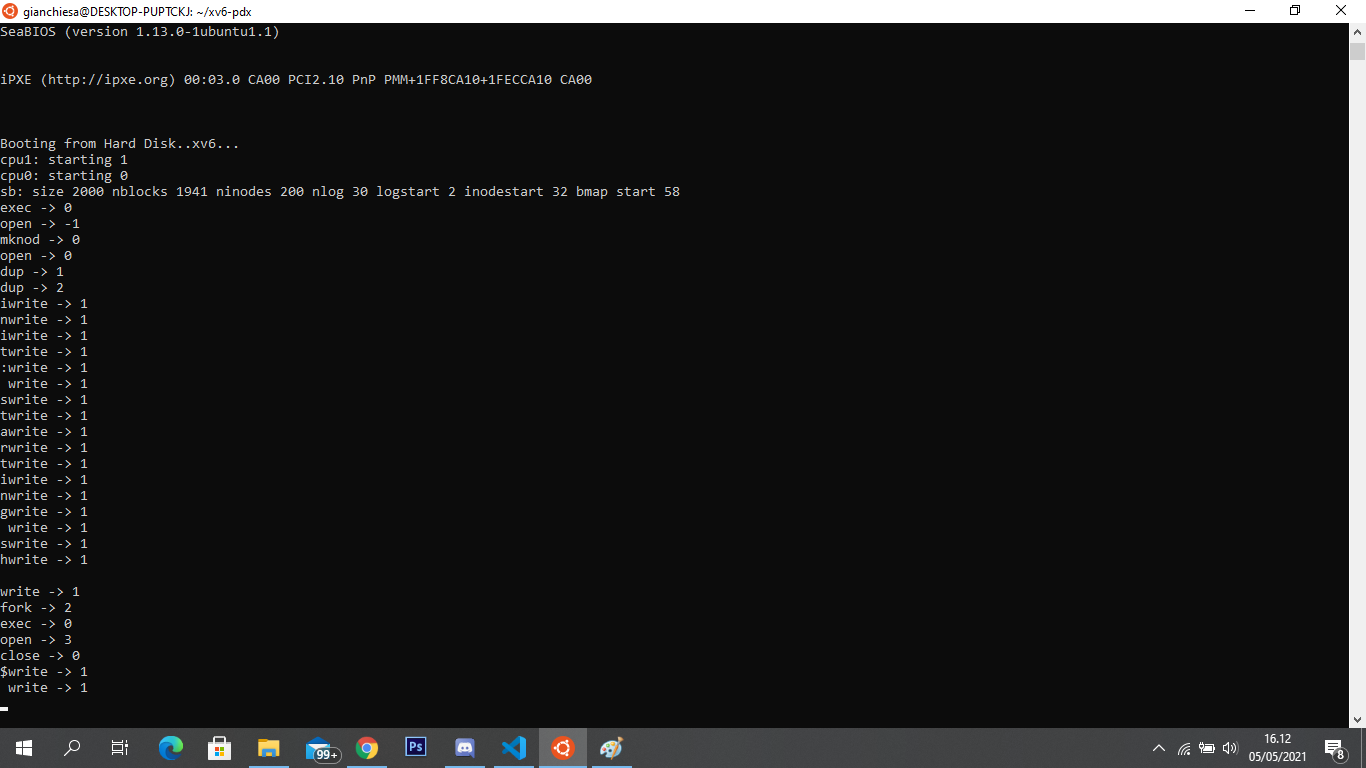 gianchiesa@DESKTOP-PUPTCKJ: ~/xv6-pdx
SeaBIOS (version 1.13.0-1ubuntu1.1)
iPXE (http://ipxe.org) 00:03.0 CA00 PCI2.10 PnP PMM+1FF8CA10+1FECCA10 CA00
Booting from Hard Disk..xv6...
cpu1: starting 1
cpu0: starting 0
sb: size 2000 nblocks 1941 ninodes 200 nlog 30 logstart 2 inodestart 32 bmap start 58
exec -> 0
open -> -1
mknod -> 0
open -> 0
dup -> 1
dup -> 2
iwrite -> 1
nwrite -> 1
iwrite -> 1
twrite -> 1
:write -> 1
 write -> 1
swrite -> 1
twrite -> 1
awrite -> 1
rwrite -> 1
twrite -> 1
iwrite -> 1
nwrite -> 1
gwrite -> 1
 write -> 1
swrite -> 1
hwrite -> 1
write -> 1
fork -> 2
exec -> 0
open -> 3
close -> 0
$write -> 1
 write -> 1
99+
Ps
16.12
05/05/2021
8